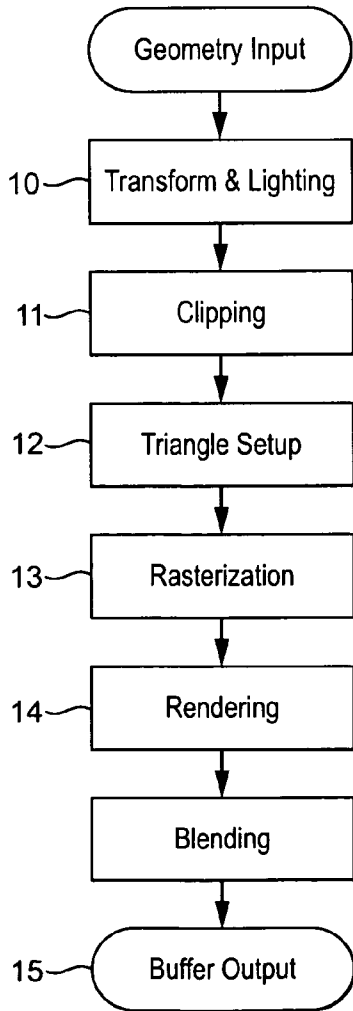 Geometry Input
10 Transform & Lighting
11 Clipping
12 Triangle Setup
13 Rasterization
14 Rendering
Blending
15 Buffer Output